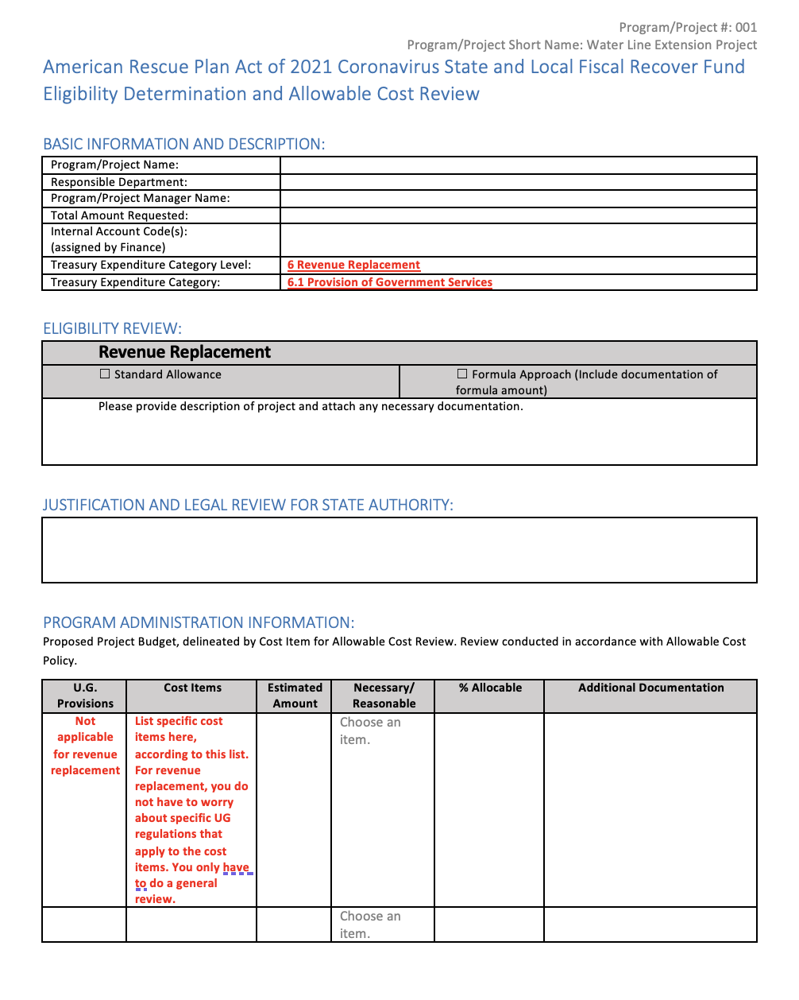 Program/Project #: 001
Program/Project Short Name: Water Line Extension Project
American Rescue Plan Act of 2021 Coronavirus State and Local Fiscal Recover Fund
Eligibility Determination and Allowable Cost Review
BASIC INFORMATION AND DESCRIPTION:
Program/Project Name:
Responsible Department:
Program/Project Manager Name:
Total Amount Requested:
Internal Account Code(s):
(assigned by Finance)
Treasury Expenditure Category Level: 6 Revenue Replacement
Treasury Expenditure Category: 6.1 Provision of Government Services
ELIGIBILITY REVIEW:
Revenue Replacement
☐ Standard Allowance
☐ Formula Approach (Include documentation of
formula amount)
Please provide description of project and attach any necessary documentation.
JUSTIFICATION AND LEGAL REVIEW FOR STATE AUTHORITY:
PROGRAM ADMINISTRATION INFORMATION:
Proposed Project Budget, delineated by Cost Item for Allowable Cost Review. Review conducted in accordance with Allowable Cost
Policy.
U.G.
Provisions
Cost Items
Estimated
Amount
Necessary/
Reasonable
% Allocable
Additional Documentation
Not
applicable
for revenue
replacement
List specific cost
items here,
according to this list.
For revenue
replacement, you do
not have to worry
about specific UG
regulations that
apply to the cost
items. You only have
to do a general
review.
Choose an
item.
Choose an
item.